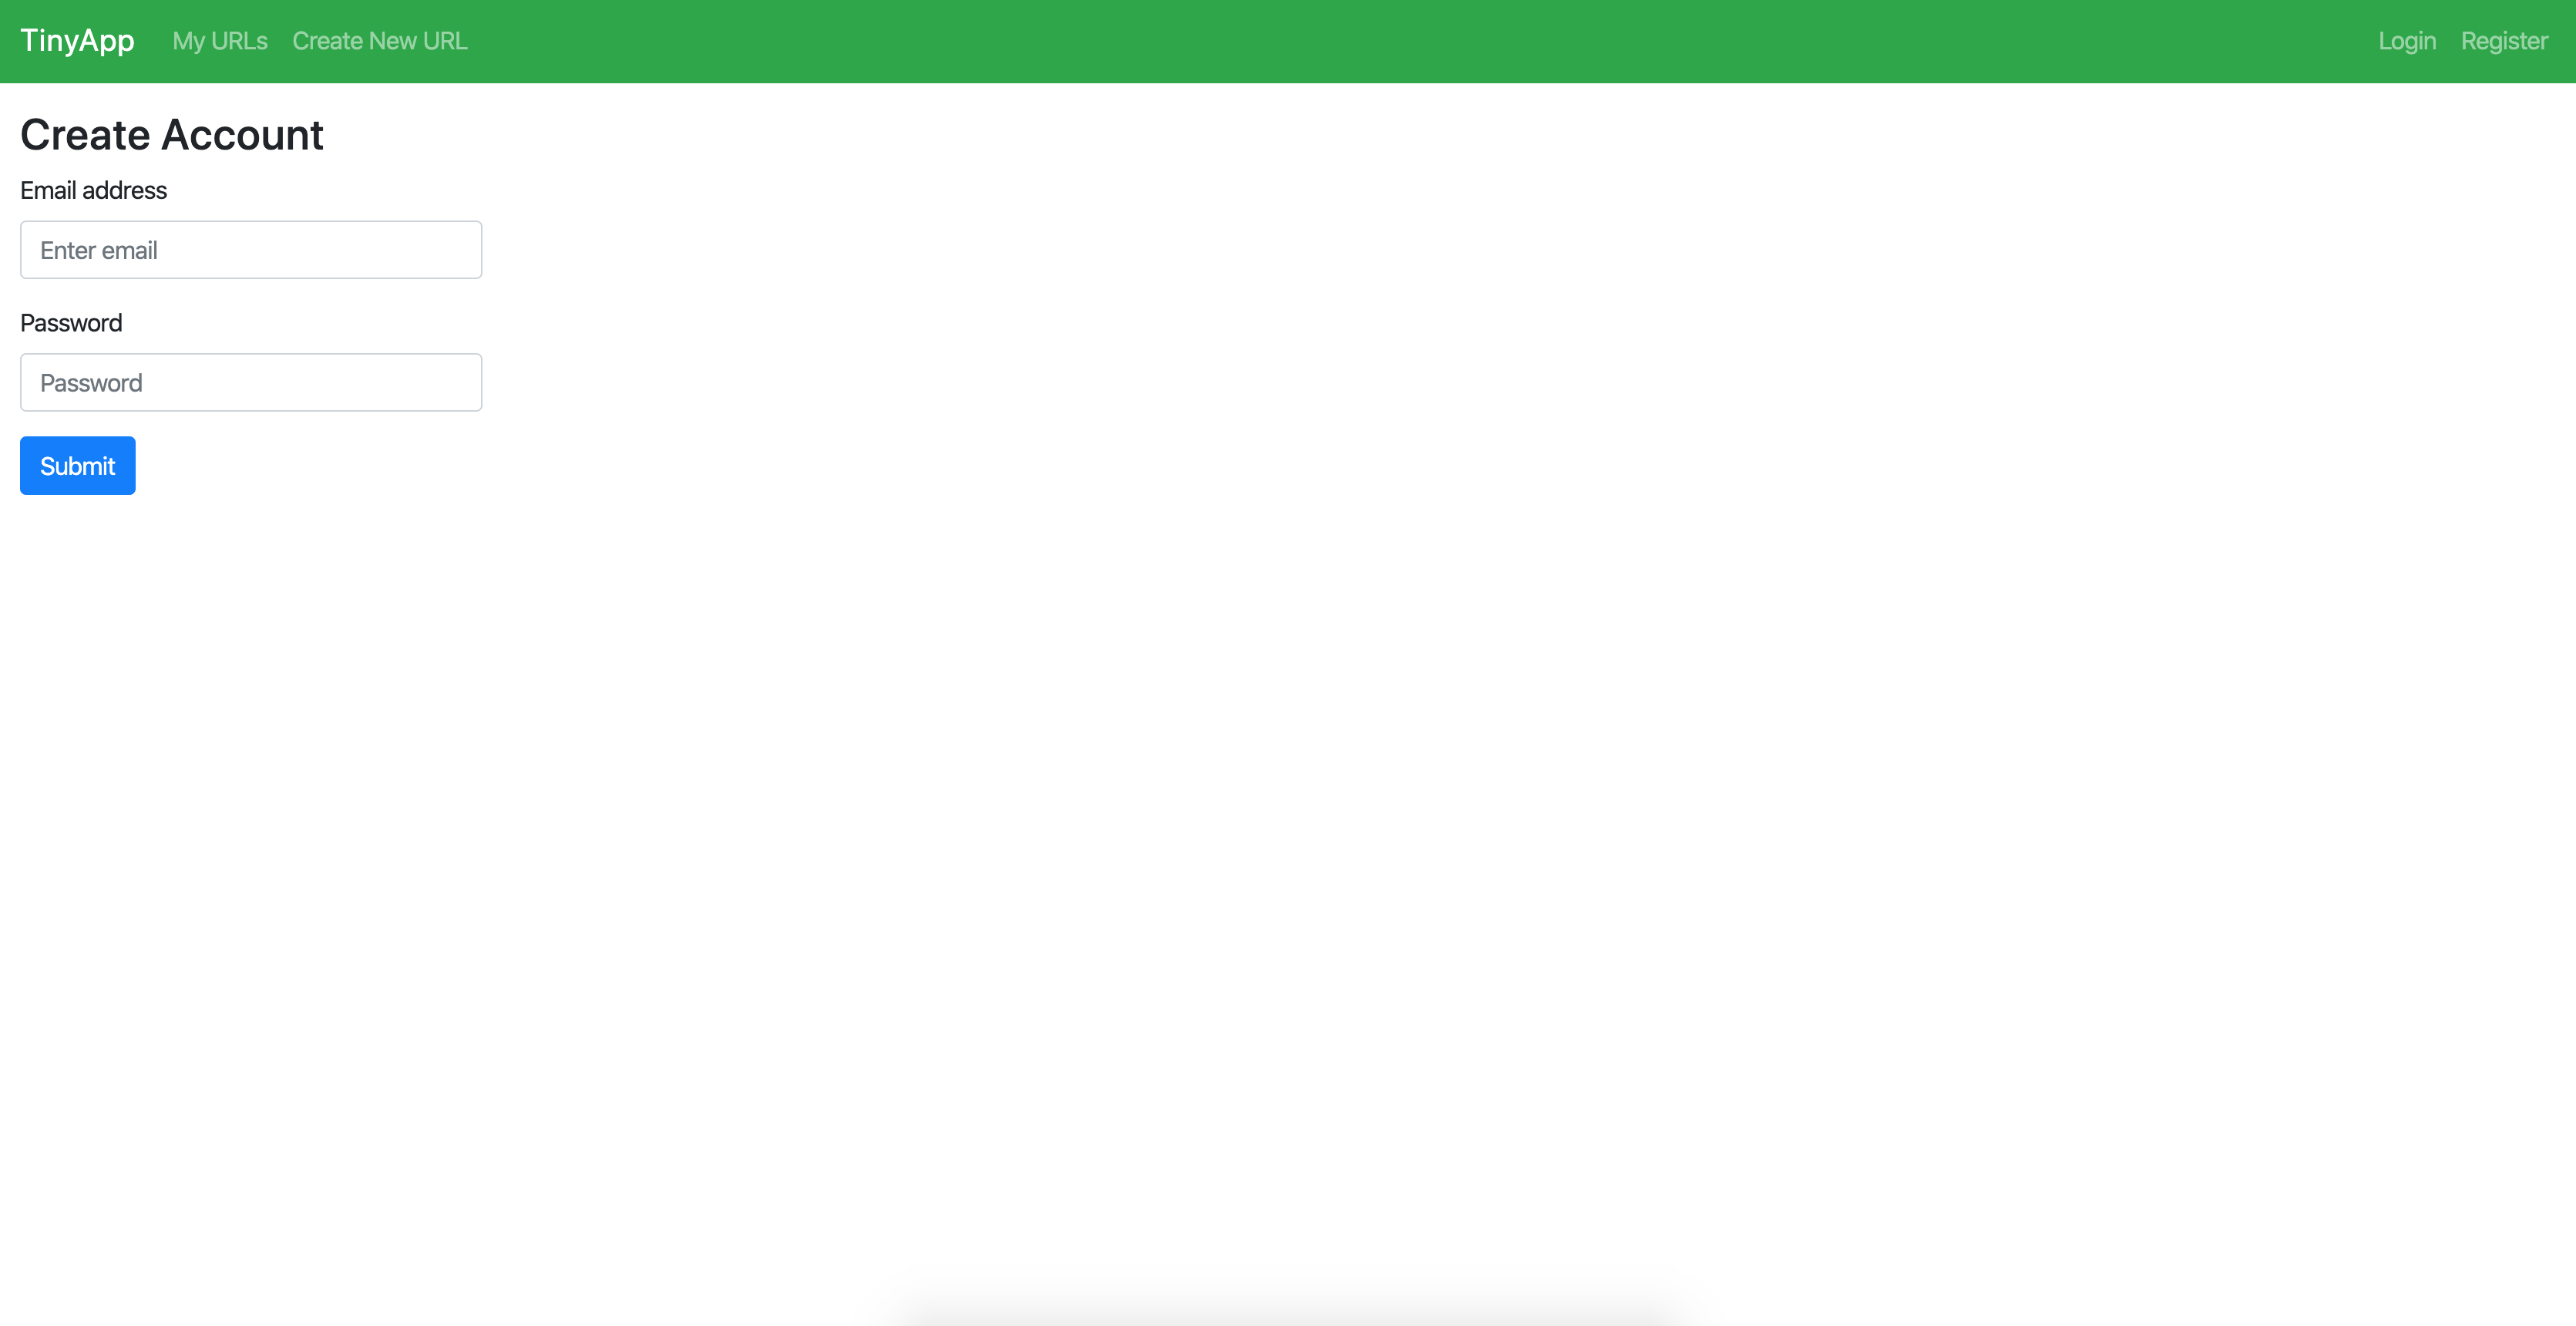 TinyApp My URLs Create New URL Login Register
Create Account
Email address
Enter email
Password
Password
Submit